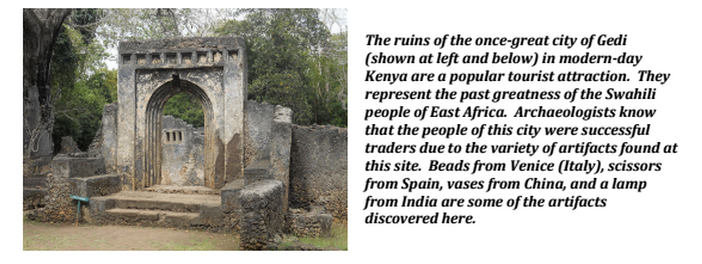 The ruins of the once-great city of Gedi
(shown at left and below) in modern-day
Kenya are a popular tourist attraction.  They
represent the past greatness of the Swahili
people of East Africa.  Archaeologists know
that the people of this city were successful
traders due to the variety of artifacts found at
this site.  Beads from Venice (Italy), scissors
from Spain, vases from China, and a lamp
from India are some of the artifacts
discovered here.